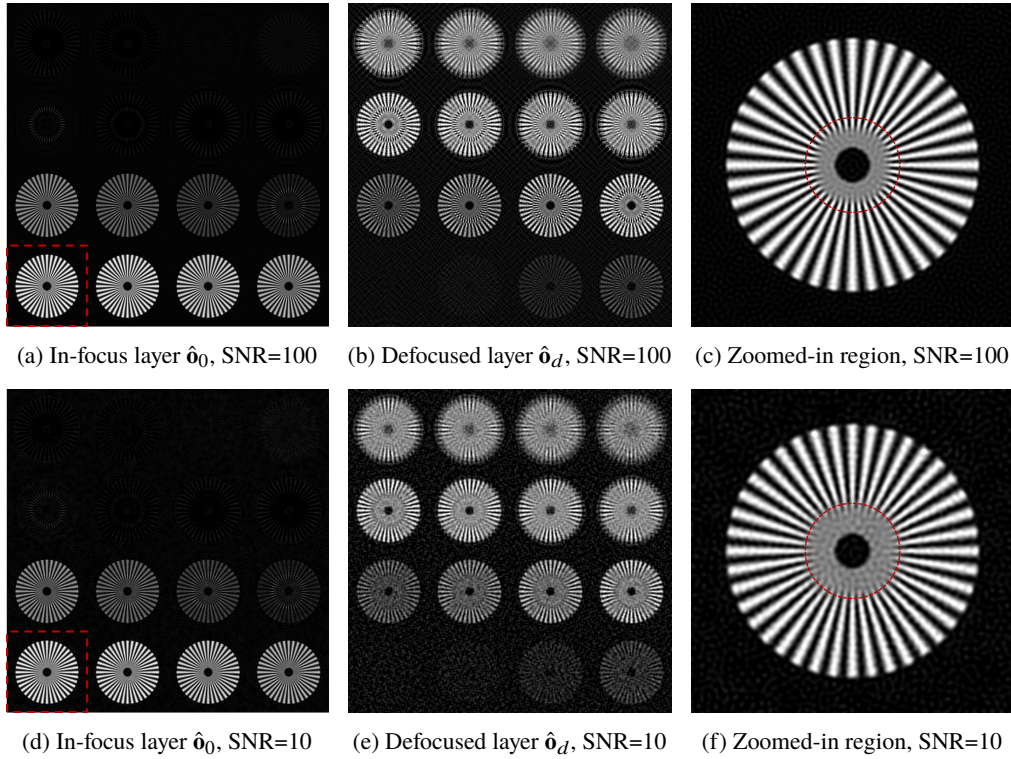 (a) In-focus layer ô₀, SNR=100
(b) Defocused layer ô_d, SNR=100
(c) Zoomed-in region, SNR=100
(d) In-focus layer ô₀, SNR=10
(e) Defocused layer ô_d, SNR=10
(f) Zoomed-in region, SNR=10